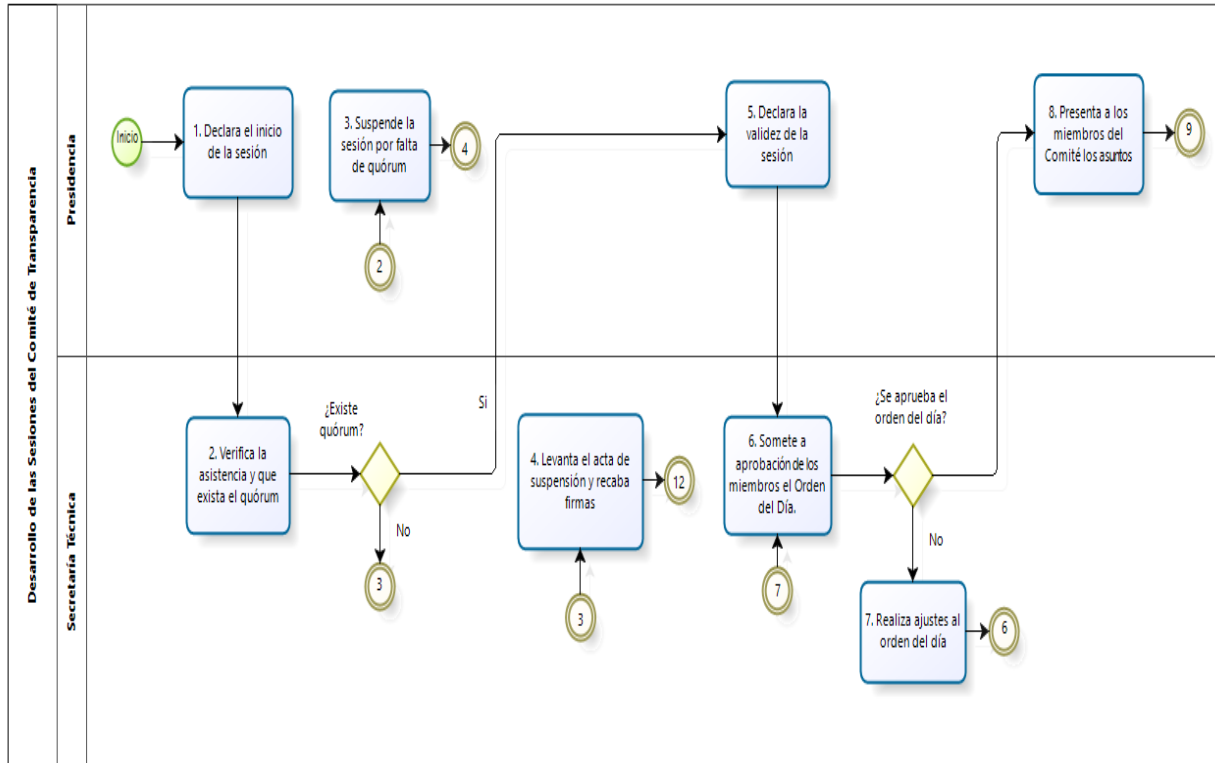 Desarrollo de las Sesiones del Comité de Transparencia
Presidencia
Inicio
1. Declara el inicio
de la sesión
3. Suspende la
sesión por falta
de quórum
4
2
5. Declara la
validez de la
sesión
8. Presenta a los
miembros del
Comité los asuntos
9
Secretaría Técnica
2. Verifica la
asistencia y que
exista el quórum
¿Existe
quórum?
Si
No
3
4. Levanta el acta de
suspensión y recaba
firmas
12
3
6. Somete a
aprobación de los
miembros el Orden
del Día.
7
¿Se aprueba el
orden del día?
No
7. Realiza ajustes al
orden del día
6